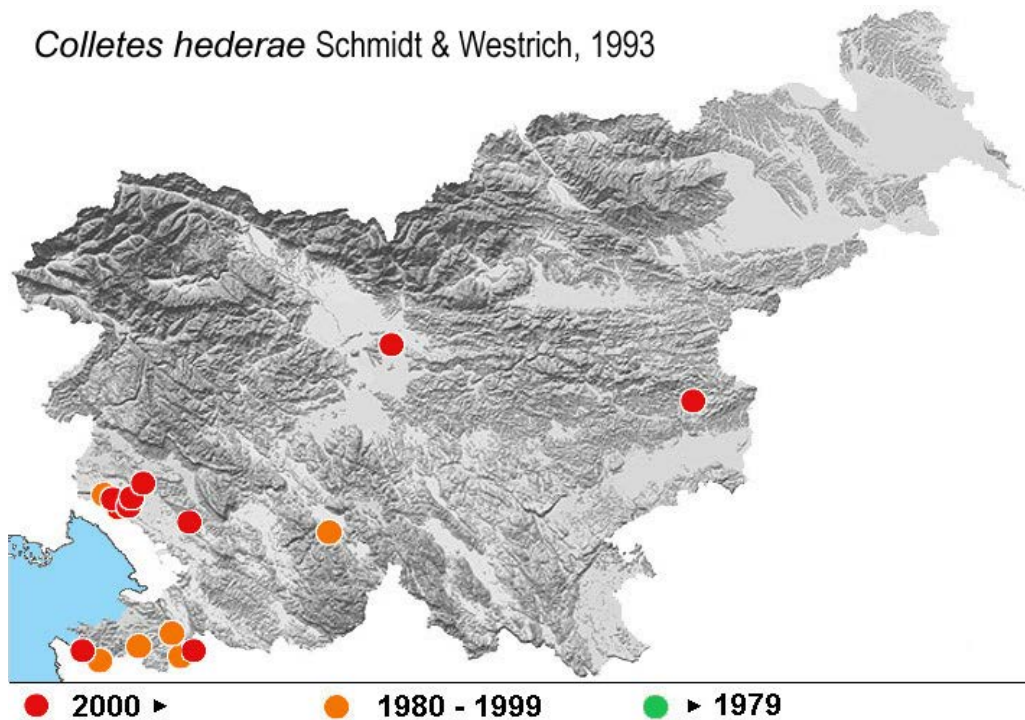 Colletes hederae Schmidt & Westrich, 1993
2000 ► 1980 - 1999 ► 1979